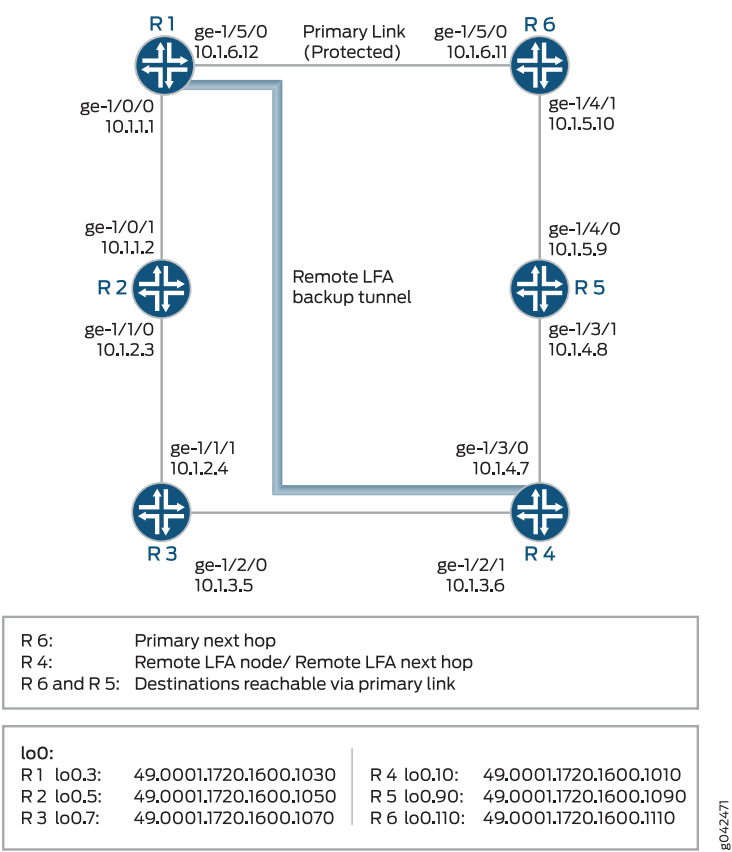 R 1
ge-1/5/0
10.1.6.12
Primary Link
(Protected)
ge-1/5/0
10.1.6.11
R 6
ge-1/0/0
10.1.1.1
ge-1/4/1
10.1.5.10
ge-1/0/1
10.1.1.2
ge-1/4/0
10.1.5.9
R 2
Remote LFA
backup tunnel
R 5
ge-1/1/0
10.1.2.3
ge-1/3/1
10.1.4.8
ge-1/1/1
10.1.2.4
ge-1/3/0
10.1.4.7
R 3
ge-1/2/0
10.1.3.5
ge-1/2/1
10.1.3.6
R 4
R 6: Primary next hop
R 4: Remote LFA node/ Remote LFA next hop
R 6 and R 5: Destinations reachable via primary link
lo0:
R 1 lo0.3: 49.0001.1720.1600.1030 R 4 lo0.10: 49.0001.1720.1600.1010
R 2 lo0.5: 49.0001.1720.1600.1050 R 5 lo0.90: 49.0001.1720.1600.1090
R 3 lo0.7: 49.0001.1720.1600.1070 R 6 lo0.110: 49.0001.1720.1600.1110
g042471